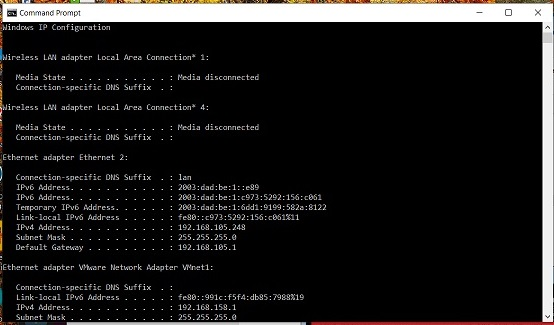 Command Prompt
Windows IP Configuration
Wireless LAN adapter Local Area Connection* 1:
Media State . . . . . . . . . . . : Media disconnected
Connection-specific DNS Suffix  . :
Wireless LAN adapter Local Area Connection* 4:
Media State . . . . . . . . . . . : Media disconnected
Connection-specific DNS Suffix  . :
Ethernet adapter Ethernet 2:
Connection-specific DNS Suffix  . : lan
IPv6 Address. . . . . . . . . . . : 2003:dad:be:1::e89
IPv6 Address. . . . . . . . . . . : 2003:dad:be:1:c973:5292:156:c061
Temporary IPv6 Address. . . . . . : 2003:dad:be:1:6dd1:9199:582a:8122
Link-local IPv6 Address . . . . . : fe80::c973:5292:156:c061%11
IPv4 Address. . . . . . . . . . . : 192.168.105.248
Subnet Mask . . . . . . . . . . . : 255.255.255.0
Default Gateway . . . . . . . . . : 192.168.105.1
Ethernet adapter VMware Network Adapter VMnet1:
Connection-specific DNS Suffix  . :
Link-local IPv6 Address . . . . . : fe80::991c:f5f4:db85:7988%19
IPv4 Address. . . . . . . . . . . : 192.168.158.1
Subnet Mask . . . . . . . . . . . : 255.255.255.0